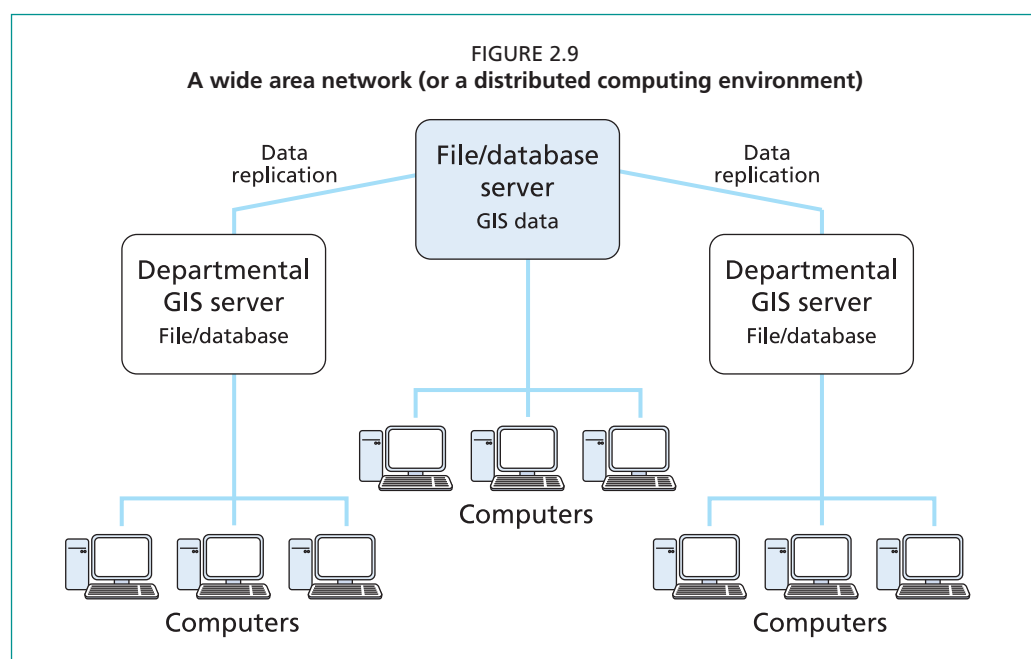 FIGURE 2.9
A wide area network (or a distributed computing environment)
Data
replication
File/database
server
GIS data
Data
replication
Departmental
GIS server
File/database
Departmental
GIS server
File/database
Computers
Computers
Computers